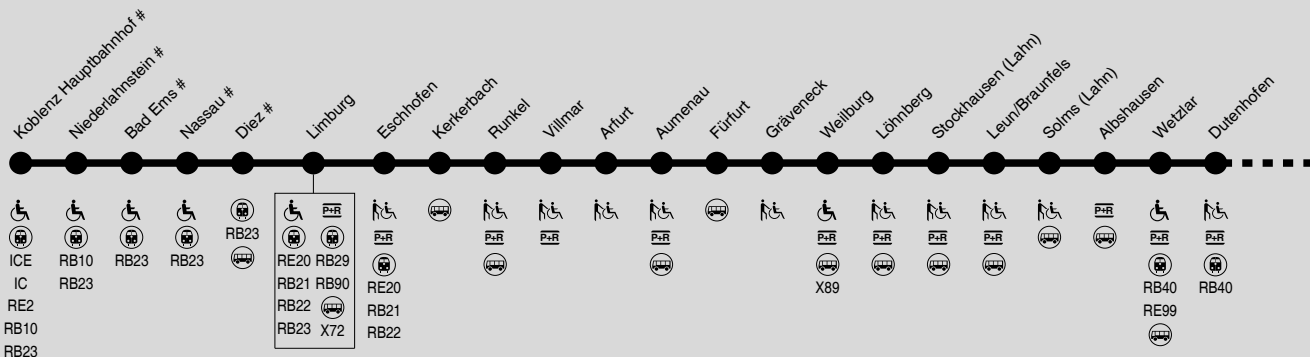 Koblenz Hauptbahnhof #
Niederlahnstein #
Bad Ems #
Nassau #
Diez #
Limburg
Eschhofen
Kerkerbach
Runkel
Villmar
Arfurt
Aumenau
Fürfurt
Gräveneck
Weilburg
Löhnberg
Stockhausen (Lahn)
Leun/Braunfels
Solms (Lahn)
Albshausen
Wetzlar
Dutenhofen
ICE
IC
RE2
RB10
RB23
RB10
RB23
RB23
RB23
RB23
RE20
RB21
RB22
RB23
P+R
RB29
RB90
X72
P+R
RE20
RB21
RB22
P+R
P+R
P+R
P+R
X89
P+R
P+R
P+R
P+R
P+R
RB40
RE99
P+R
RB40